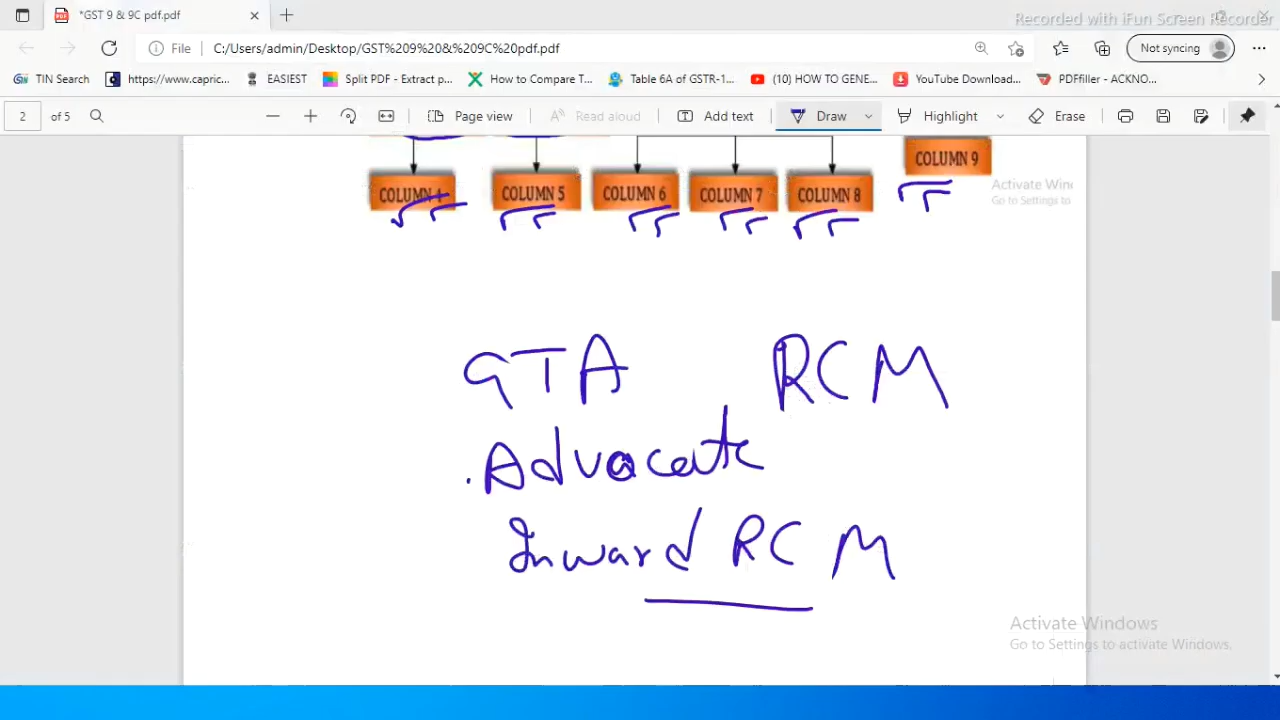 *GST 9 & 9C pdf.pdf
Recorded with iFun Screen Recorder
File C:/Users/admin/Desktop/GST%209%20&%209C%20pdf.pdf Not syncing
TIN Search https://www.capric... EASIEST Split PDF - Extract p... How to Compare T... Table 6A of GSTR-1... (10) HOW TO GENE... YouTube Download... PDFfiller - ACKNO...
2 of 5 Page view Read aloud Add text Draw Highlight Erase
COLUMN 9
COLUMN 4 COLUMN 5 COLUMN 6 COLUMN 7 COLUMN 8
Activate Win
Go to Settings to
GTA RCM
Advocate
Inward RCM
Activate Windows
Go to Settings to activate Windows.